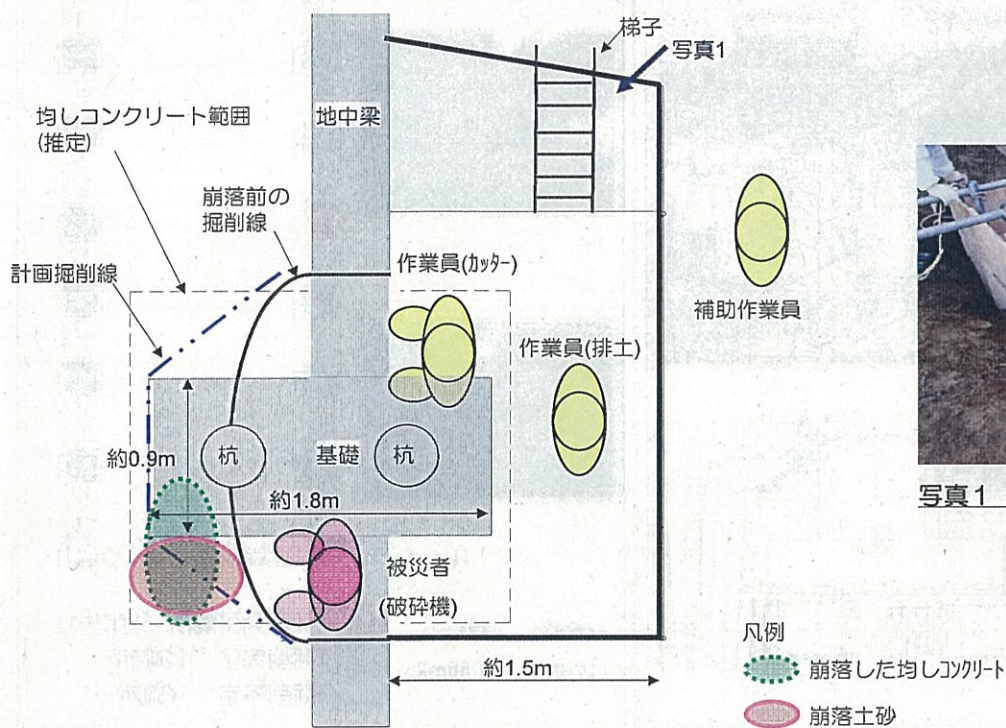 梯子
写真1
地中梁
均しコンクリート範囲
(推定)
崩落前の
掘削線
計画掘削線
作業員(カッター)
補助作業員
作業員(排土)
杭
基礎
杭
約0.9m
約1.8m
写真1
被災者
(破砕機)
凡例
約1.5m
崩落した均しコンクリート
崩落土砂